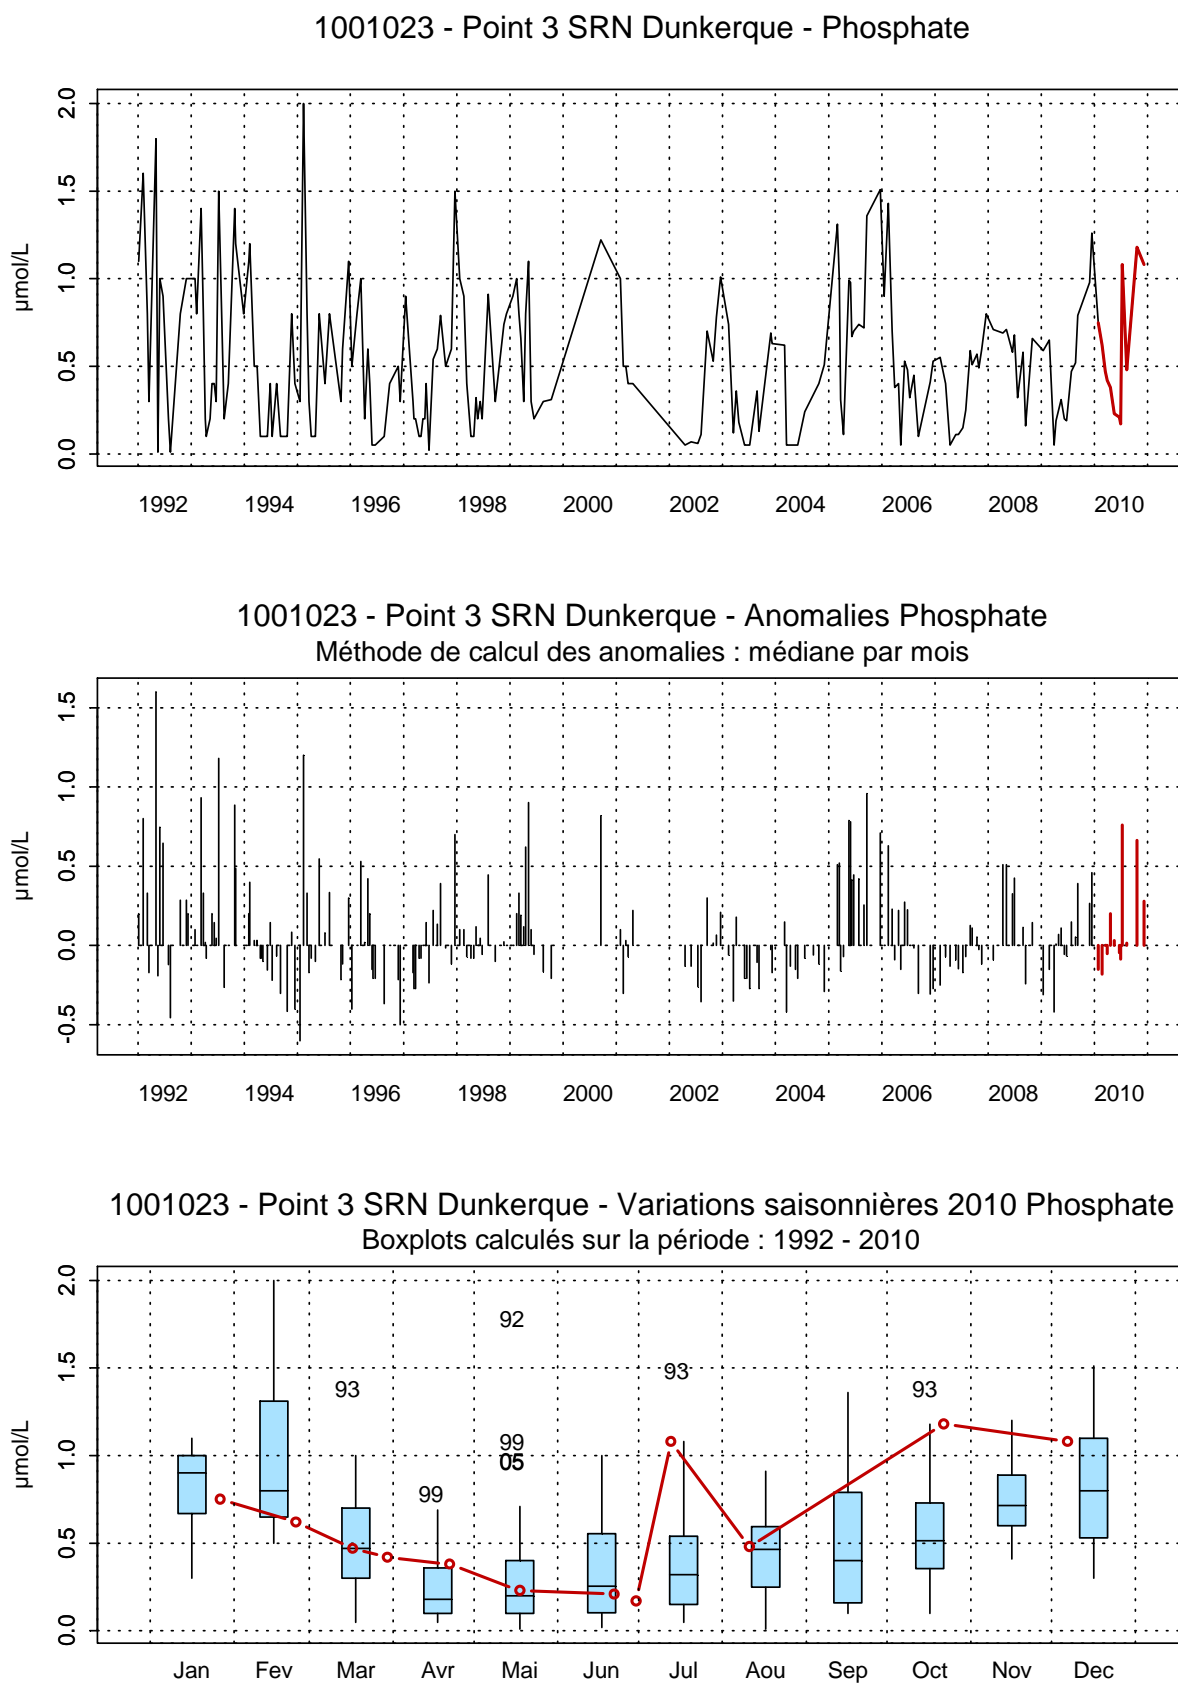 1001023 - Point 3 SRN Dunkerque - Phosphate
2.0
1.5
1.0
0.5
0.0
µmol/L
1992 1994 1996 1998 2000 2002 2004 2006 2008 2010
1001023 - Point 3 SRN Dunkerque - Anomalies Phosphate
Méthode de calcul des anomalies : médiane par mois
1.5
1.0
0.5
0.0
-0.5
µmol/L
1992 1994 1996 1998 2000 2002 2004 2006 2008 2010
1001023 - Point 3 SRN Dunkerque - Variations saisonnières 2010 Phosphate
Boxplots calculés sur la période : 1992 - 2010
2.0
1.5
1.0
0.5
0.0
µmol/L
92
93
93
93
99
05
99
Jan Fev Mar Avr Mai Jun Jul Aou Sep Oct Nov Dec